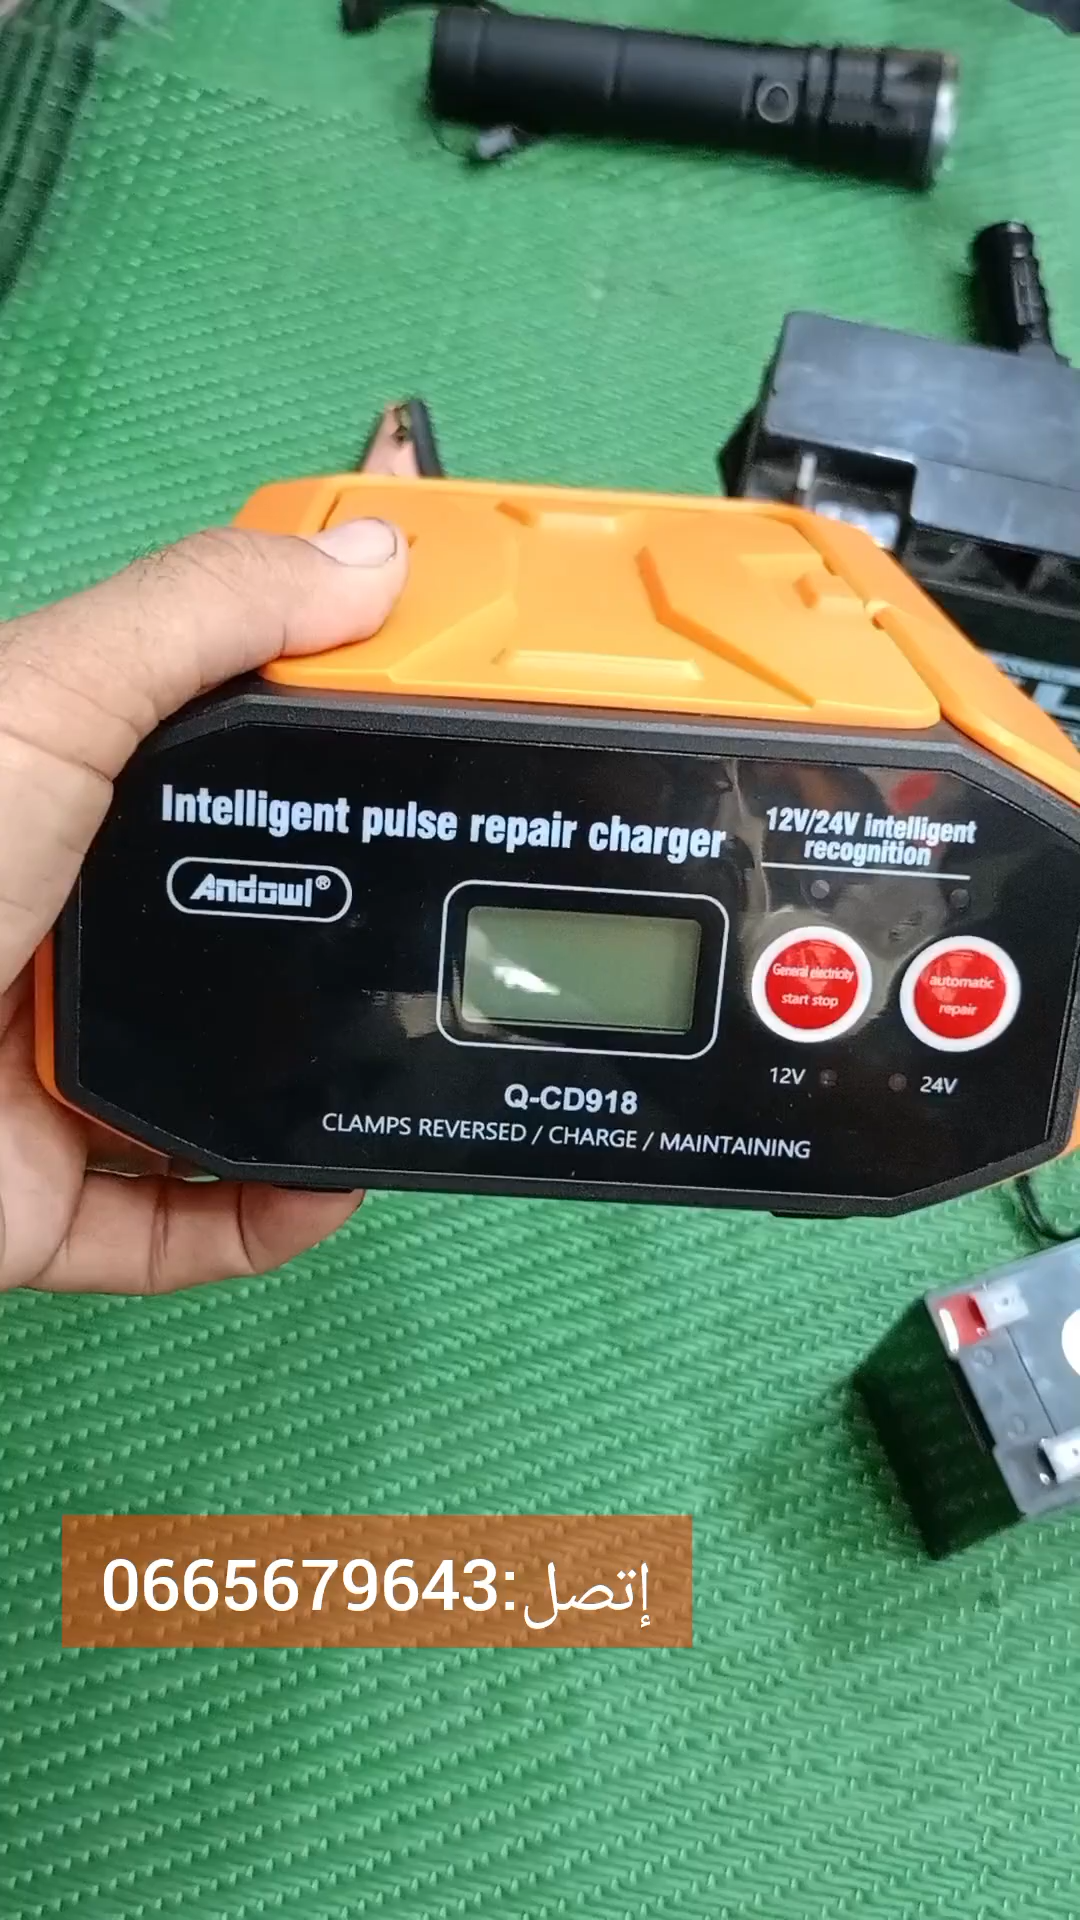 Intelligent pulse repair charger
Andowl®
12V/24V intelligent
recognition
General electricity
start stop
automatic
repair
12V
24V
Q-CD918
CLAMPS REVERSED / CHARGE / MAINTAINING
إتصل:0665679643